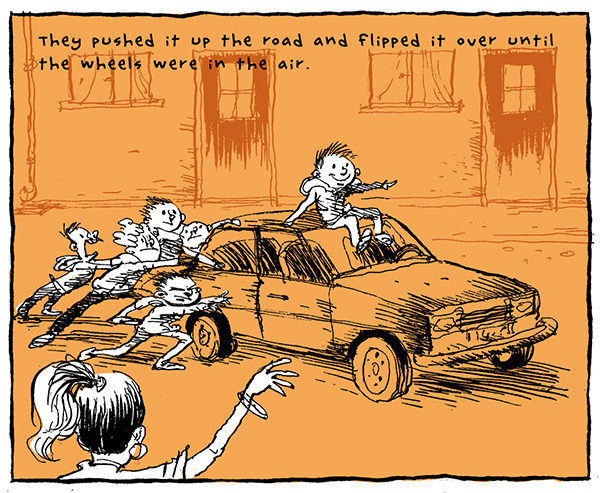 They pushed it up the road and flipped it over until
the wheels were in the air.